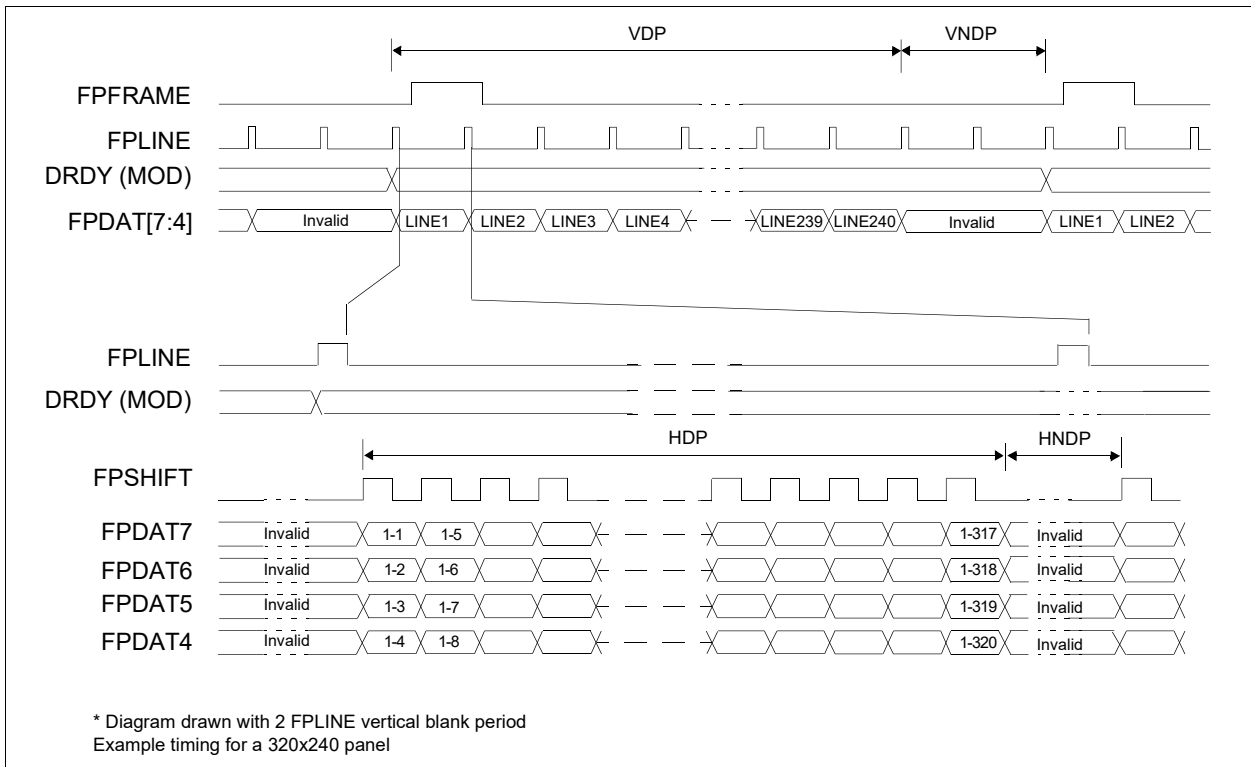 VDP VNDP
FPFRAME
FPLINE
DRDY (MOD)
FPDAT[7:4] Invalid LINE1 LINE2 LINE3 LINE4 LINE239 LINE240 Invalid LINE1 LINE2
FPLINE
DRDY (MOD)
HDP HNDP
FPSHIFT
FPDAT7 Invalid 1-1 1-5 1-317 Invalid
FPDAT6 Invalid 1-2 1-6 1-318 Invalid
FPDAT5 Invalid 1-3 1-7 1-319 Invalid
FPDAT4 Invalid 1-4 1-8 1-320 Invalid
* Diagram drawn with 2 FPLINE vertical blank period
Example timing for a 320x240 panel